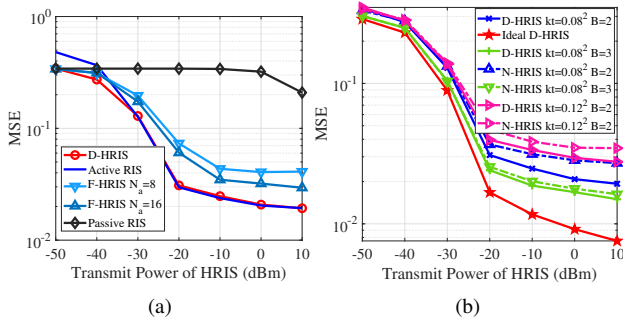 10^0
10^-1
10^-2
MSE
D-HRIS
Active RIS
F-HRIS N_a=8
F-HRIS N_a=16
Passive RIS
-50 -40 -30 -20 -10 0 10
Transmit Power of HRIS (dBm)
(a)
10^-1
10^-2
MSE
D-HRIS kt=0.08^2 B=2
Ideal D-HRIS
D-HRIS kt=0.08^2 B=3
N-HRIS kt=0.08^2 B=2
N-HRIS kt=0.08^2 B=3
D-HRIS kt=0.12^2 B=2
N-HRIS kt=0.12^2 B=2
-50 -40 -30 -20 -10 0 10
Transmit Power of HRIS (dBm)
(b)